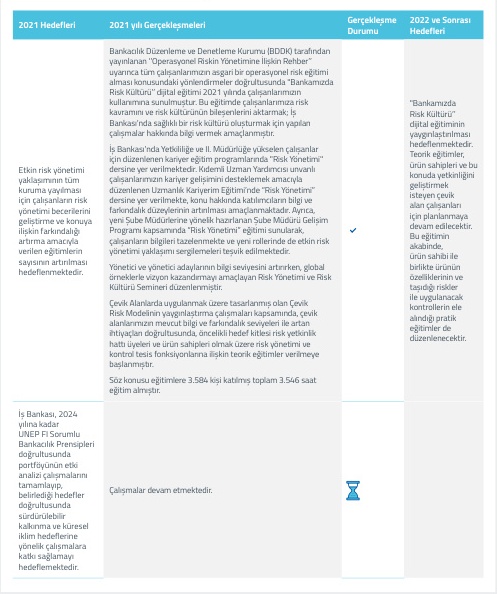 2021 Hedefleri
2021 yılı Gerçekleşmeleri
Gerçekleşme
Durumu
2022 ve Sonrası
Hedefleri
Etkin risk yönetimi
yaklaşımının tüm
kuruma yayılması
için çalışanların risk
yönetimi becerilerini
geliştirme ve konuya
ilişkin farkındalığı
artırma amacıyla
verilen eğitimlerin
sayısının artırılması
hedeflenmektedir.
Bankacılık Düzenleme ve Denetleme Kurumu (BDDK) tarafından
yayınlanan "Operasyonel Riskin Yönetimine İlişkin Rehber"
uyarınca tüm çalışanlarımızın asgari bir operasyonel risk eğitimi
alması konusundaki yönlendirmeler doğrultusunda "Bankamızda
Risk Kültürü" dijital eğitimi 2021 yılında çalışanlarımızın
kullanımına sunulmuştur. Bu eğitimde çalışanlarımıza risk
kavramını ve risk kültürünün bileşenlerini aktarmak; İş
Bankası'nda sağlıklı bir risk kültürü oluşturmak için yapılan
çalışmalar hakkında bilgi vermek amaçlanmıştır.
İş Bankası'nda Yetkililiğe ve II. Müdürlüğe yükselen çalışanlar
için düzenlenen kariyer eğitim programlarında "Risk Yönetimi"
dersine yer verilmektedir. Kıdemli Uzman Yardımcısı unvanlı
çalışanlarımızın kariyer gelişimini desteklemek amacıyla
düzenlenen Uzmanlık Kariyerim Eğitimi'nde "Risk Yönetimi"
dersine yer verilmekte, konu hakkında katılımcıların bilgi ve
farkındalık düzeylerinin artırılması amaçlanmaktadır. Ayrıca,
yeni Şube Müdürlerine yönelik hazırlanan Şube Müdürü Gelişim
Programı kapsamında "Risk Yönetimi" eğitimi sunularak,
çalışanların bilgileri tazelenmekte ve yeni rollerinde de etkin risk
yönetimi yaklaşımı sergilemeleri teşvik edilmektedir.
Yönetici ve yönetici adaylarının bilgi seviyesini artırırken, global
örneklerle vizyon kazandırmayı amaçlayan Risk Yönetimi ve Risk
Kültürü Semineri düzenlenmiştir.
Çevik Alanlarda uygulanmak üzere tasarlanmış olan Çevik
Risk Modelinin yaygınlaştırma çalışmaları kapsamında, çevik
alanlarımızın mevcut bilgi ve farkındalık seviyeleri ile artan
ihtiyaçları doğrultusunda, öncelikli hedef kitlesi risk yetkinlik
hattı üyeleri ve ürün sahipleri olmak üzere risk yönetimi ve
kontrol tesis fonksiyonlarına ilişkin teorik eğitimler verilmeye
başlanmıştır.
Söz konusu eğitimlere 3.584 kişi katılmış toplam 3.546 saat
eğitim almıştır.
"Bankamızda
Risk Kültürü"
dijital eğitiminin
yaygınlaştırılması
hedeflenmektedir.
Teorik eğitimler,
ürün sahipleri ve bu
konuda yetkinliğini
geliştirmek
isteyen çevik
alan çalışanları
için planlanmaya
devam edilecektir.
Bu eğitimin
akabinde,
ürün sahibi ile
birlikte ürünün
özelliklerinin ve
taşıdığı riskler
ile uygulanacak
kontrollerin ele
alındığı pratik
eğitimler de
düzenlenecektir.
İş Bankası, 2024
yılına kadar
UNEP FI Sorumlu
Bankacılık Prensipleri
doğrultusunda
portföyünün etki
analizi çalışmalarını
tamamlayıp,
belirlediği hedefler
doğrultusunda
sürdürülebilir
kalkınma ve küresel
iklim hedeflerine
yönelik çalışmalara
katkı sağlamayı
hedeflemektedir.
Çalışmalar devam etmektedir.